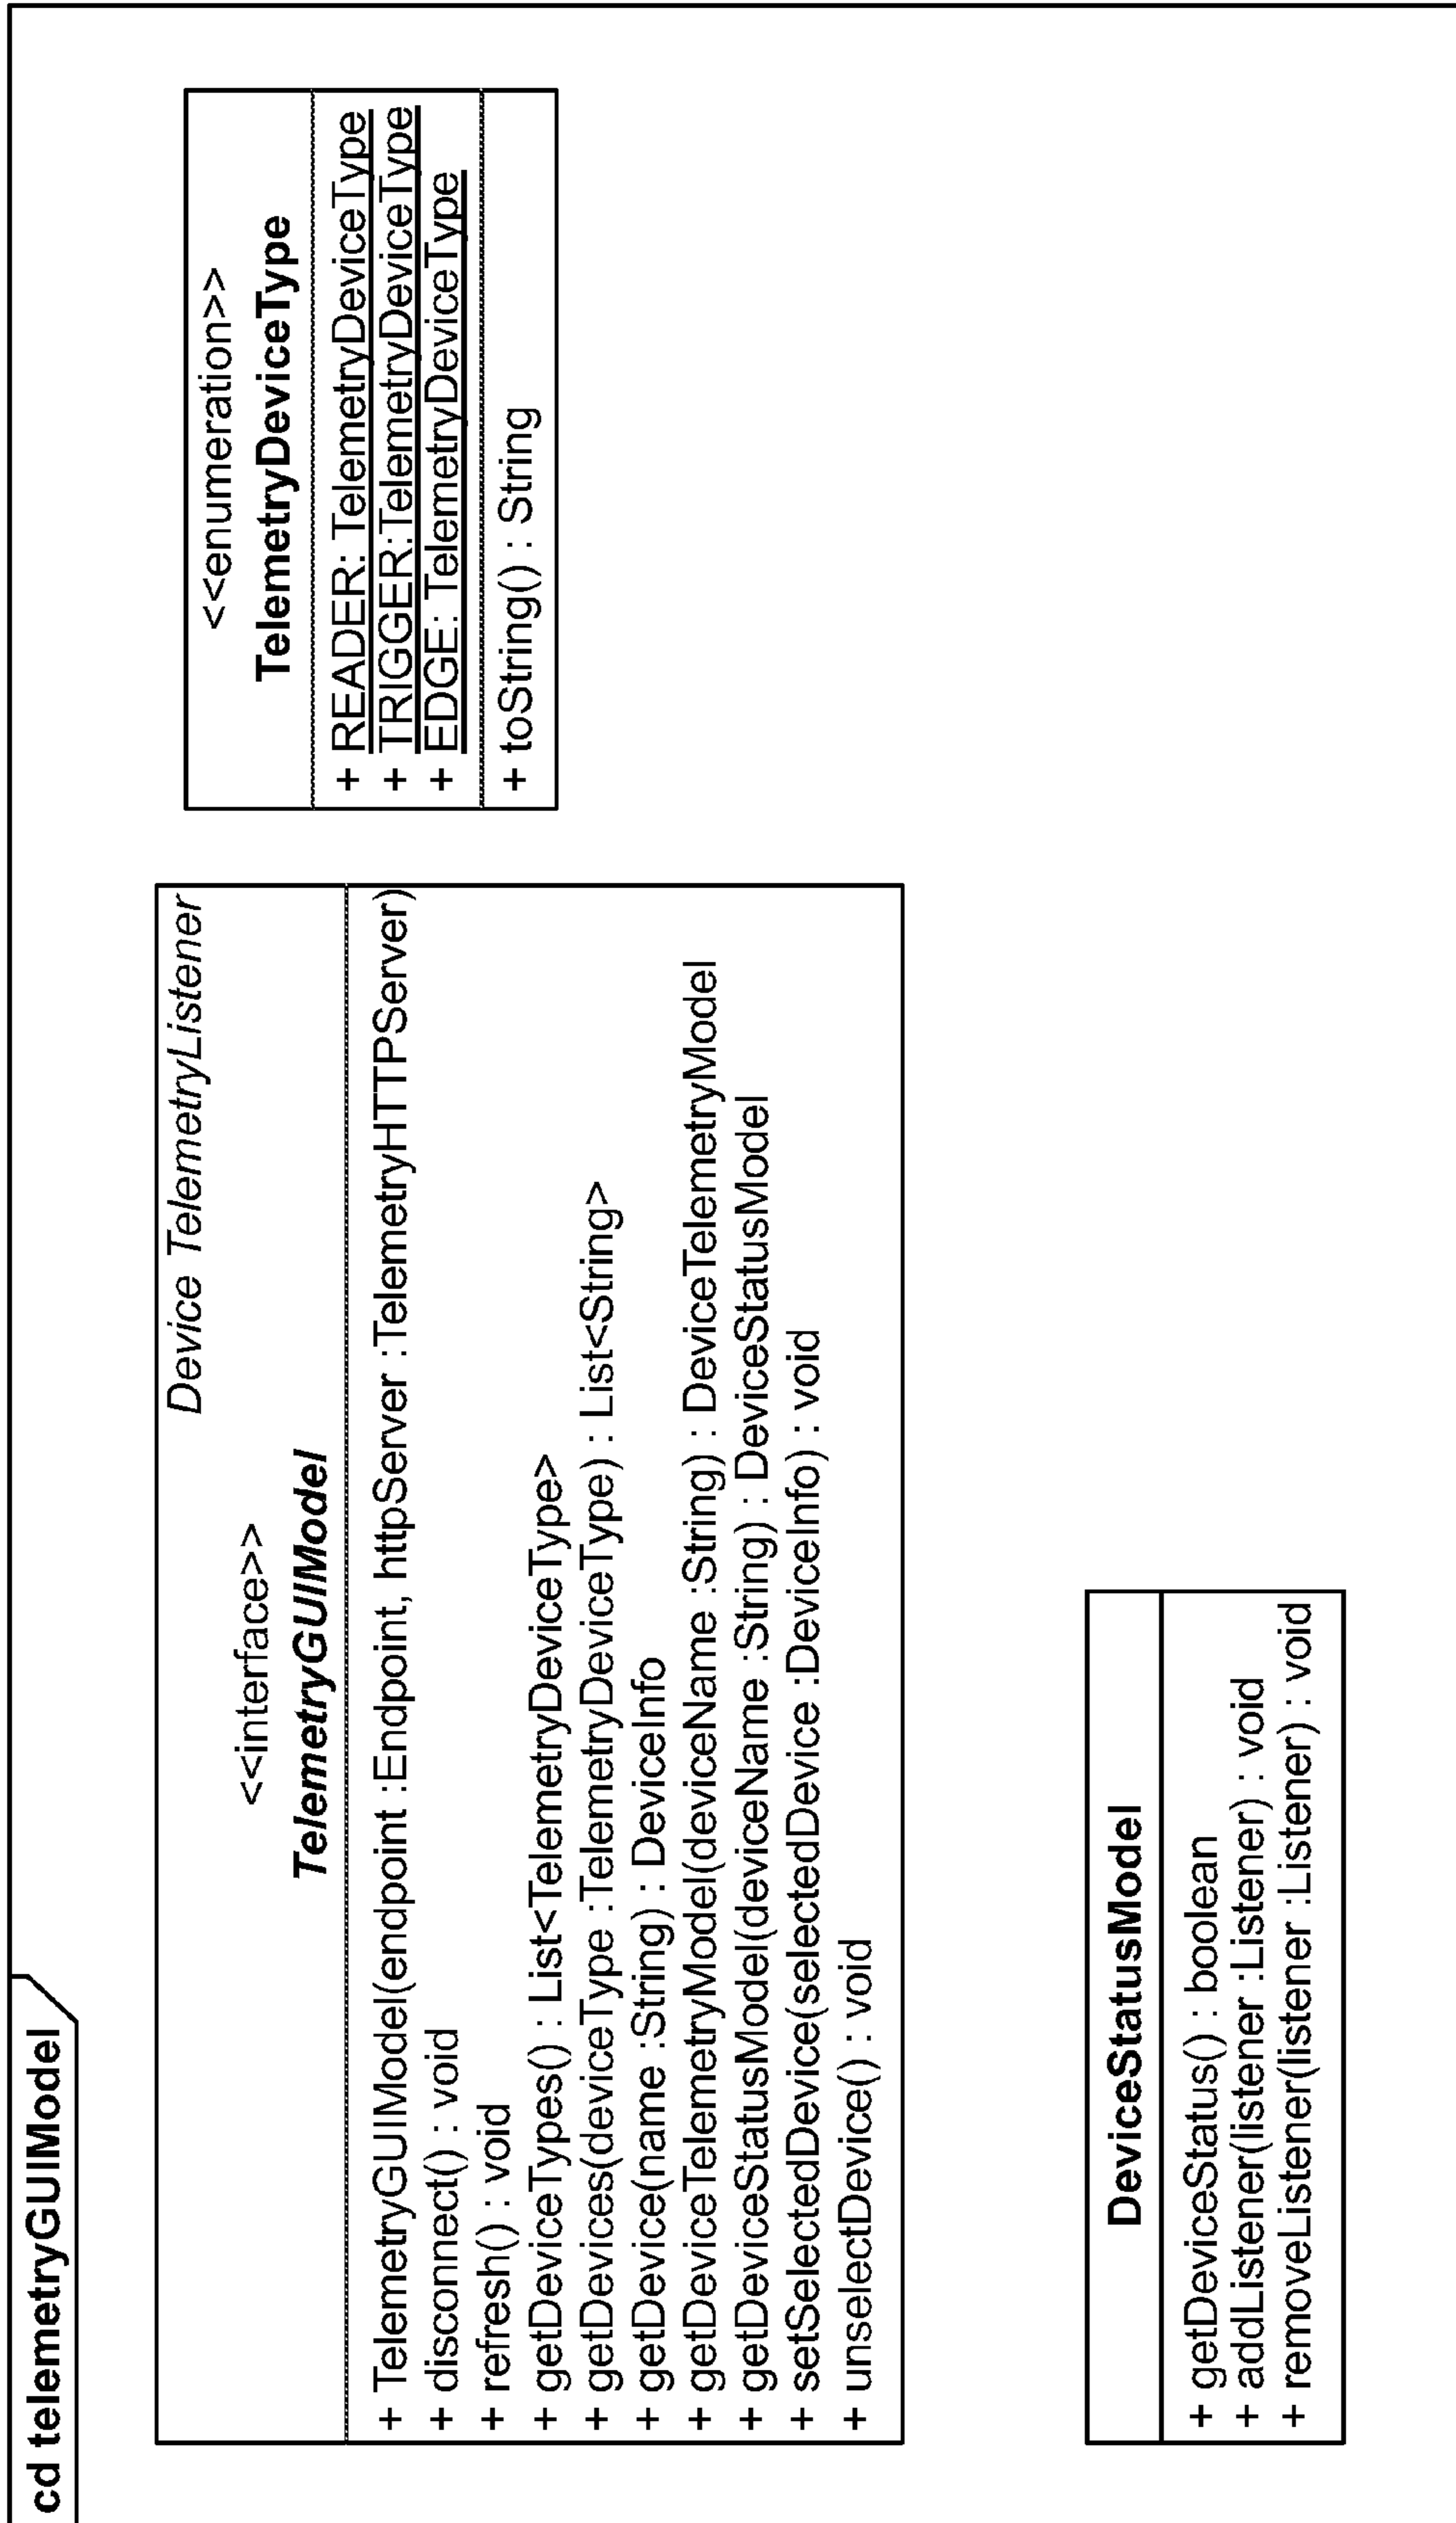 cd telemetryGUIModel
Device TelemetryListener
<<interface>>
TelemetryGUIModel
+ TelemetryGUIModel(endpoint :Endpoint, httpServer :TelemetryHTTPServer)
+ disconnect() : void
+ refresh() : void
+ getDeviceTypes() : List<TelemetryDeviceType>
+ getDevices(deviceType :TelemetryDeviceType) : List<String>
+ getDevice(name :String) : DeviceInfo
+ getDeviceTelemetryModel(deviceName :String) : DeviceTelemetryModel
+ getDeviceStatusModel(deviceName :String) : DeviceStatusModel
+ setSelectedDevice(selectedDevice :DeviceInfo) : void
+ unselectDevice() : void
<<enumeration>>
TelemetryDeviceType
+ READER: TelemetryDeviceType
+ TRIGGER:TelemetryDeviceType
+ EDGE: TelemetryDeviceType
+ toString() : String
DeviceStatusModel
+ getDeviceStatus() : boolean
+ addListener(listener :Listener) : void
+ removeListener(listener :Listener) : void